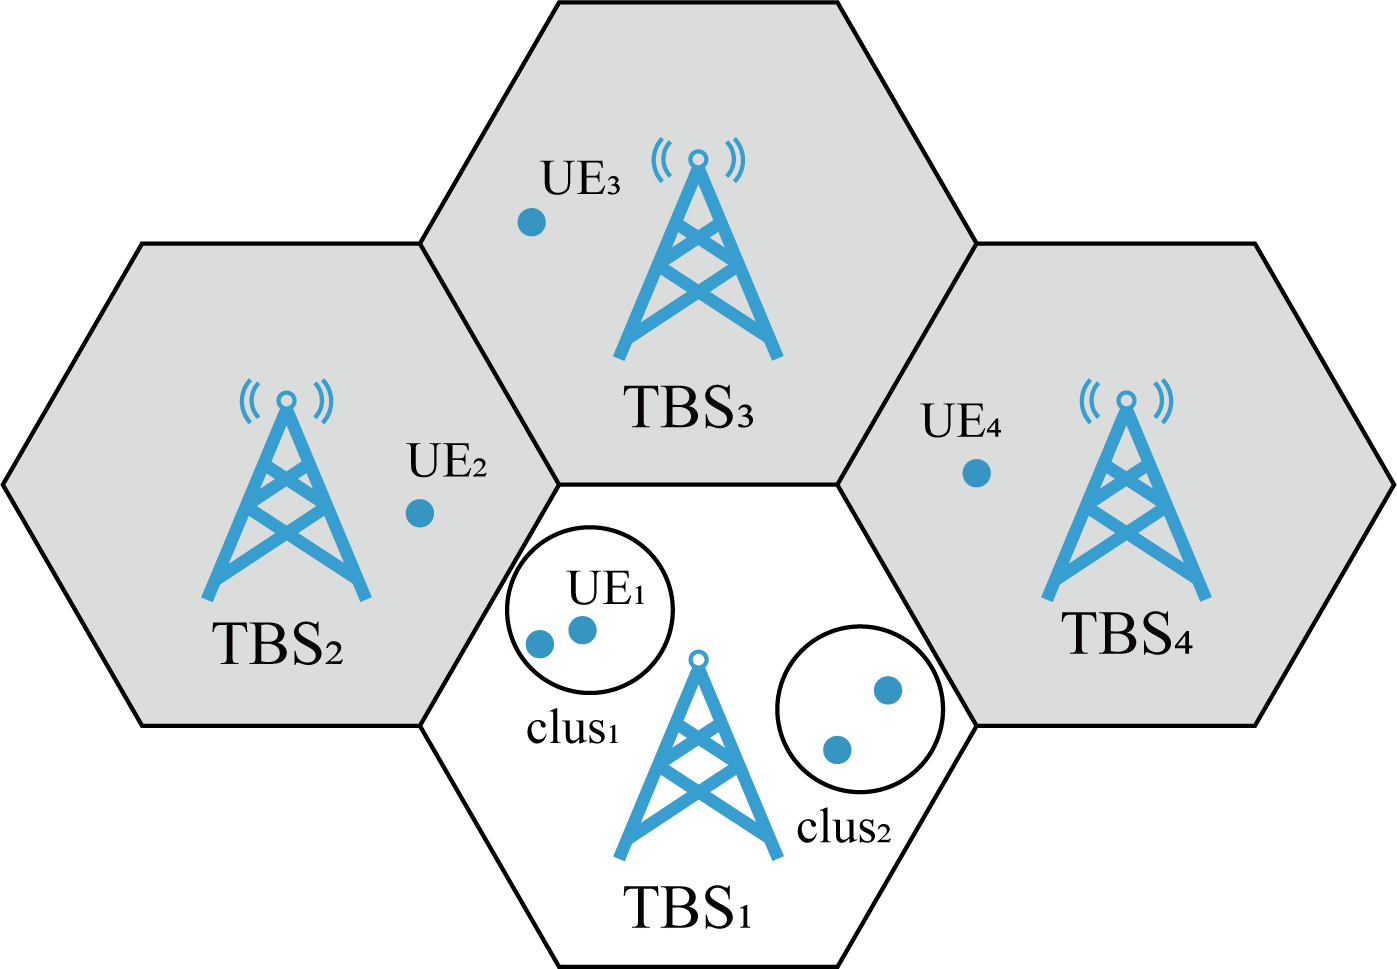 UE₃
TBS₃
UE₄
UE₂
UE₁
TBS₂
TBS₄
clus₁
clus₂
TBS₁